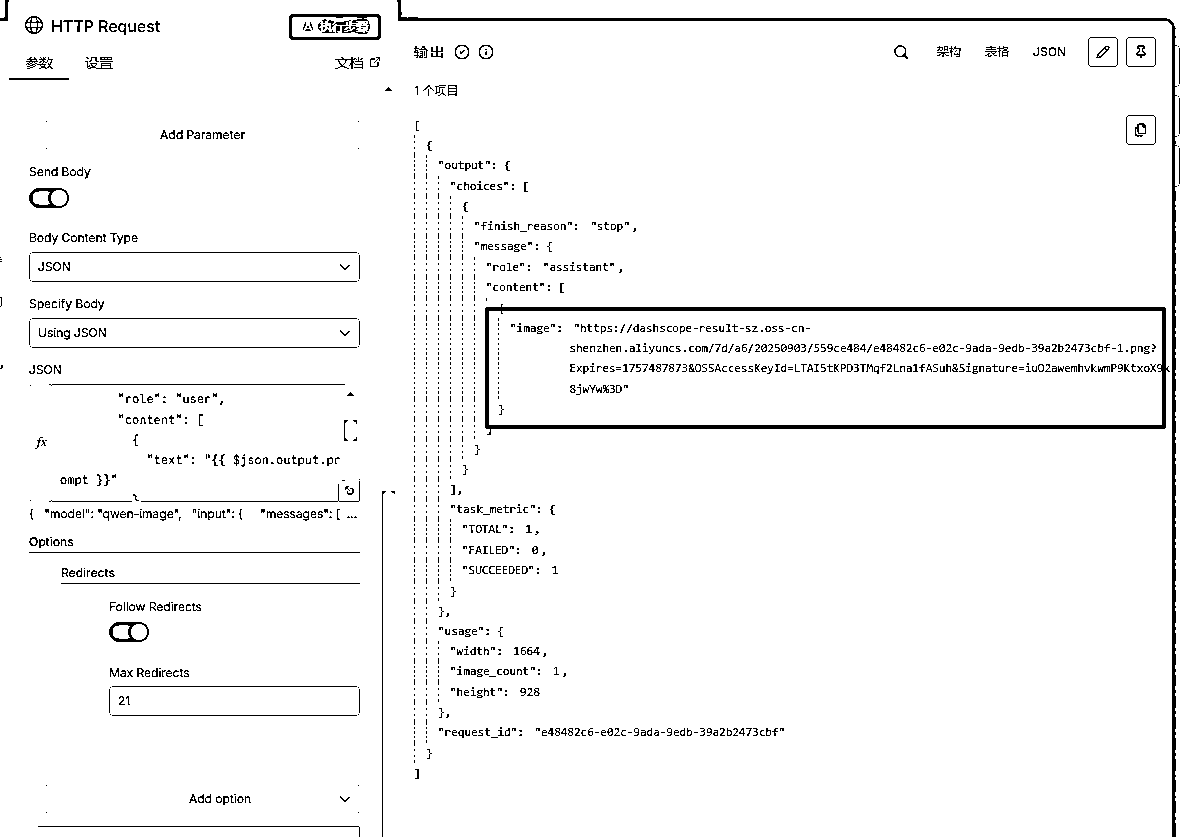 HTTP Request
执行步骤
参数
设置
文档
Add Parameter
Send Body
Body Content Type
JSON
Specify Body
Using JSON
JSON
"role": "user",
"content": [
{
"text": "{{ $json.output.pr
ompt }}"
fx
{ "model": "qwen-image", "input": { "messages": [ ...
Options
Redirects
Follow Redirects
Max Redirects
21
Add option
输出
架构
表格
JSON
1 个项目
[
{
"output": {
"choices": [
{
"finish_reason": "stop",
"message": {
"role": "assistant",
"content": [
{
"image": "https://dashscope-result-sz.oss-cn-
shenzhen.aliyuncs.com/7d/a6/20250903/559ce484/e48482c6-e02c-9ada-9edb-39a2b2473cbf-1.png?
Expires=1757487873&OSSAccessKeyId=LTAI5tKPD3TMqf2Lna1fASuh&Signature=iuO2awemhvkwmP9KtxoX9x
8jwYw%3D"
}
]
}
}
],
"task_metric": {
"TOTAL": 1,
"FAILED": 0,
"SUCCEEDED": 1
}
},
"usage": {
"width": 1664,
"image_count": 1,
"height": 928
},
"request_id": "e48482c6-e02c-9ada-9edb-39a2b2473cbf"
}
]